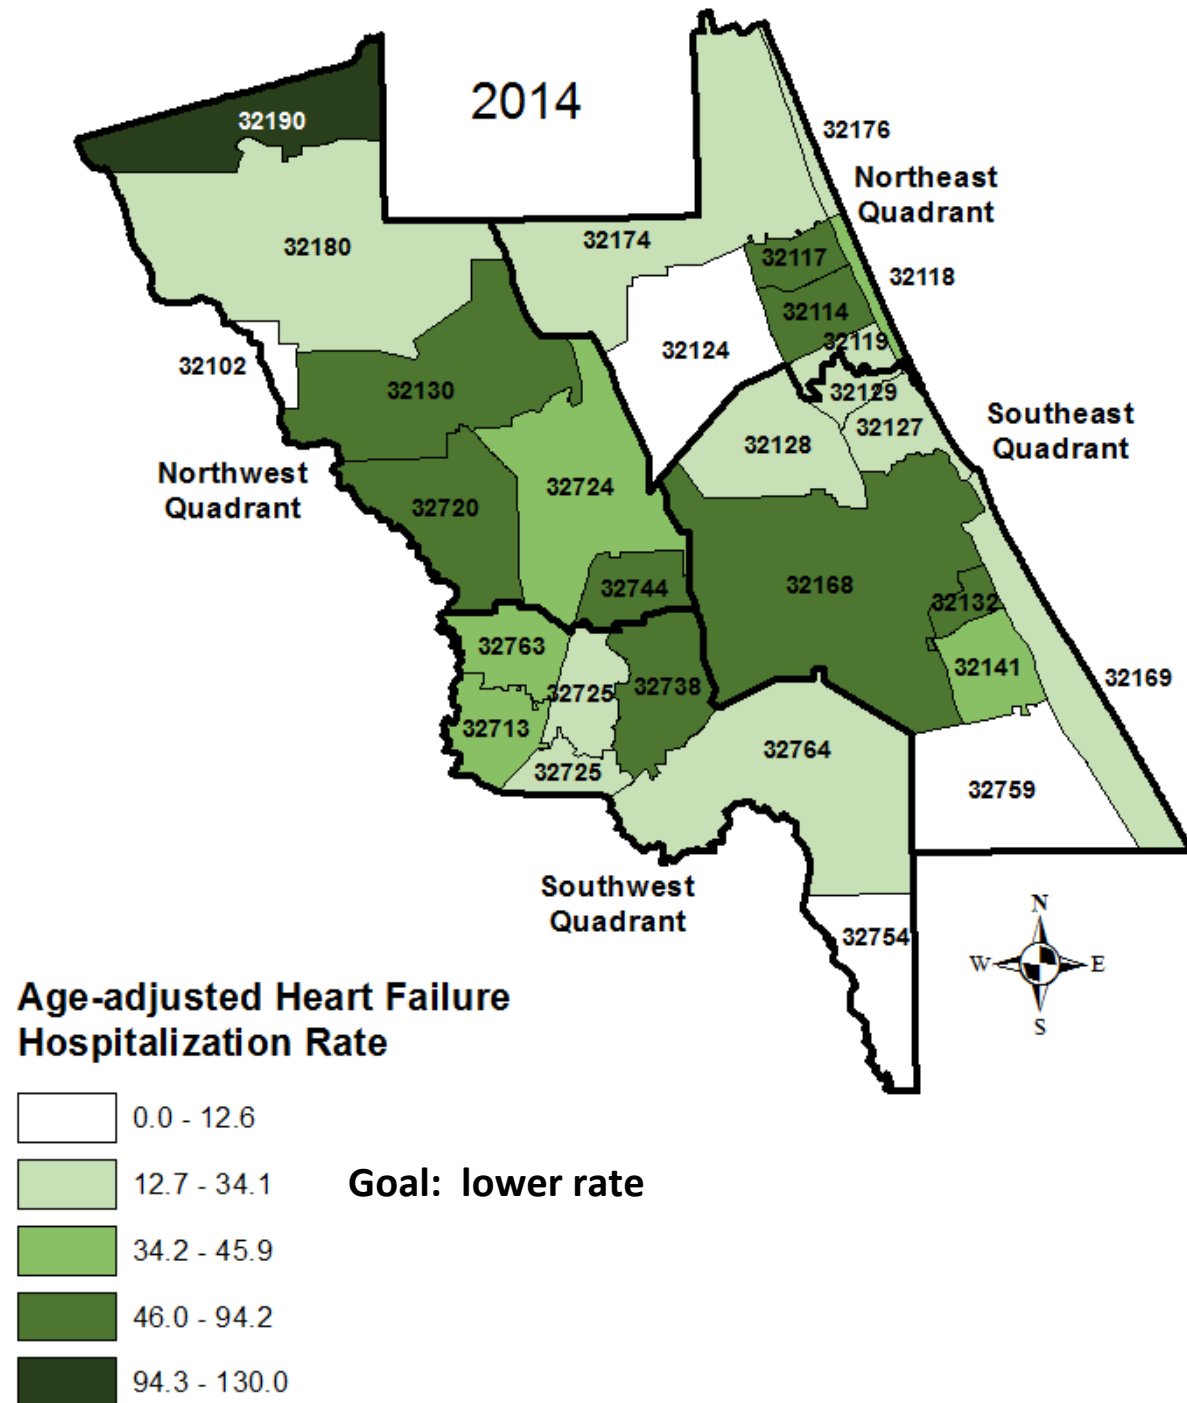 2014
32190
32176
Northeast
Quadrant
32180
32174
32117
32118
32114
32119
32102
32124
32130
32129
32127
32128
Southeast
Quadrant
Northwest
Quadrant
32724
32720
32744
32168
32132
32763
32141
32725
32738
32169
32713
32764
32725
32759
Southwest
Quadrant
32754
N
W
E
S
Age-adjusted Heart Failure
Hospitalization Rate
0.0 - 12.6
12.7 - 34.1
Goal: lower rate
34.2 - 45.9
46.0 - 94.2
94.3 - 130.0